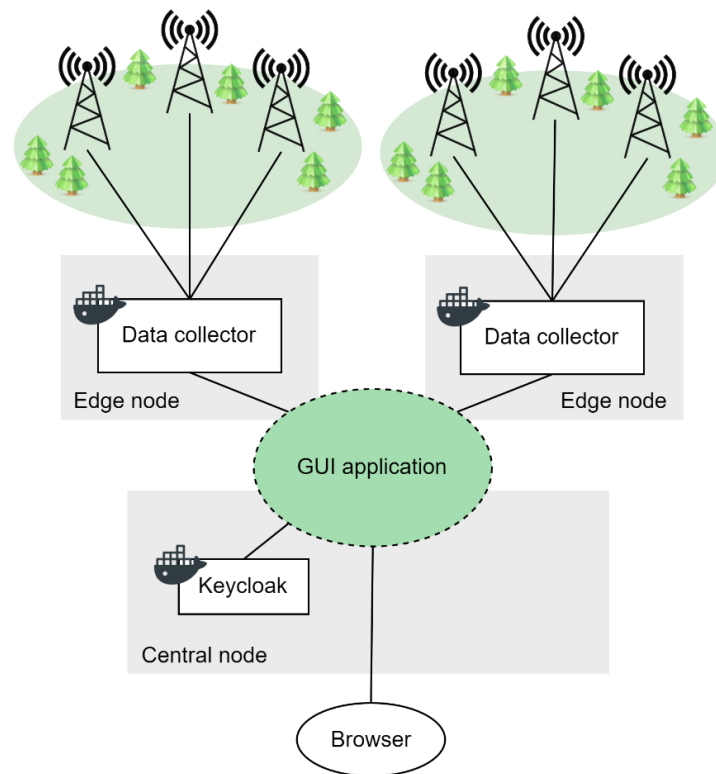 Data collector
Edge node
Data collector
Edge node
GUI application
Keycloak
Central node
Browser